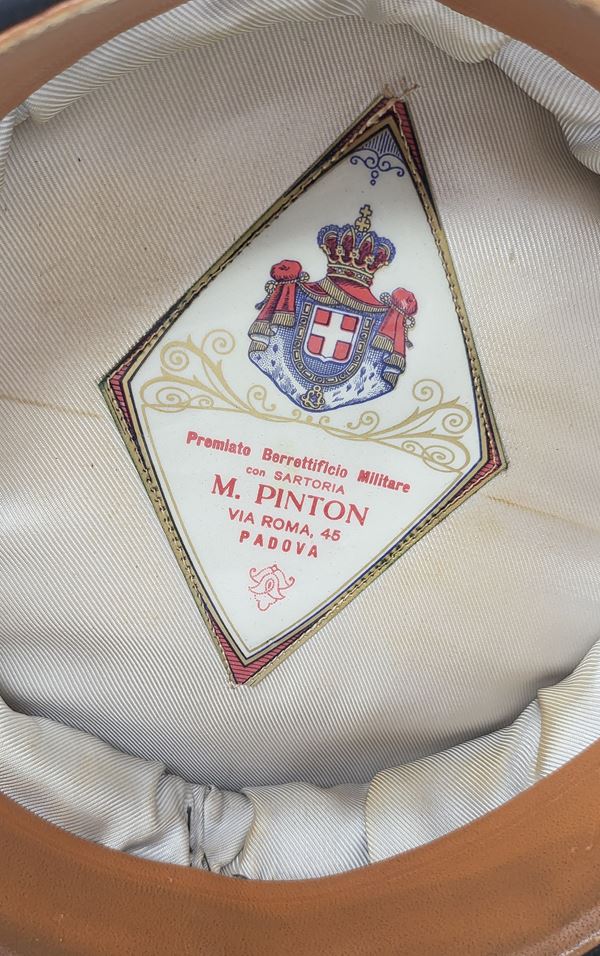 Premiato Berrettificio Militare
con SARTORIA
M. PINTON
VIA ROMA, 45
PADOVA